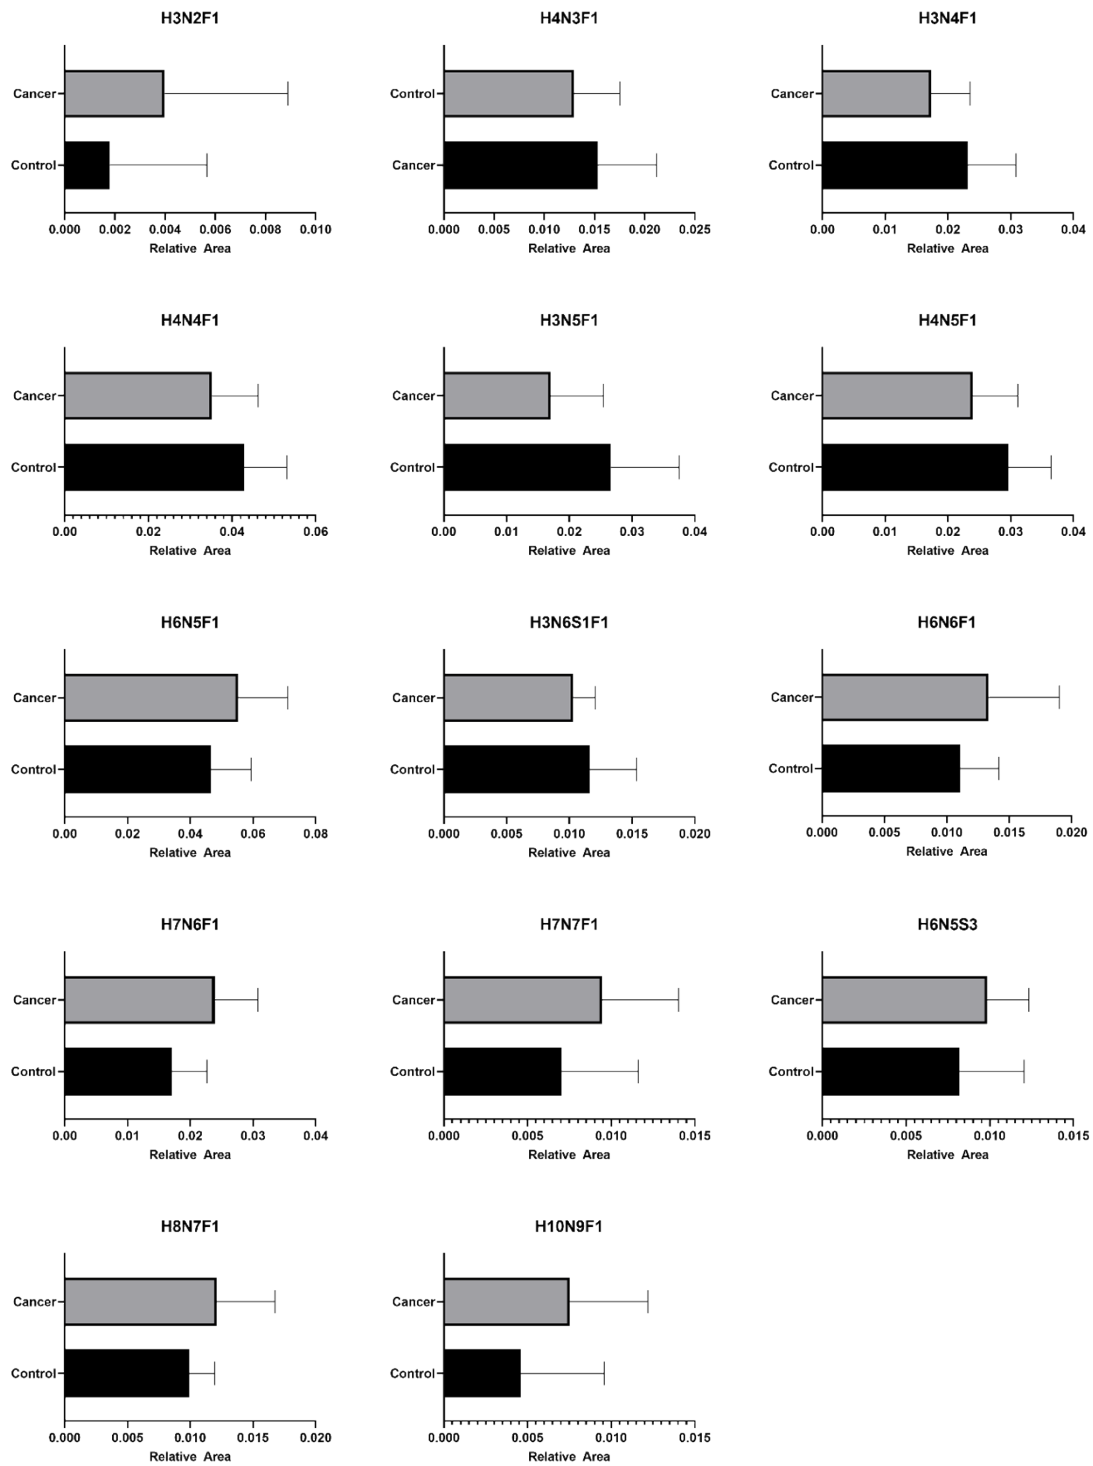 H3N2F1
Cancer
Control
0.000 0.002 0.004 0.006 0.008 0.010
Relative Area
H4N3F1
Control
Cancer
0.000 0.005 0.010 0.015 0.020 0.025
Relative Area
H3N4F1
Cancer
Control
0.00 0.01 0.02 0.03 0.04
Relative Area
H4N4F1
Cancer
Control
0.00 0.02 0.04 0.06
Relative Area
H3N5F1
Cancer
Control
0.00 0.01 0.02 0.03 0.04
Relative Area
H4N5F1
Cancer
Control
0.00 0.01 0.02 0.03 0.04
Relative Area
H6N5F1
Cancer
Control
0.00 0.02 0.04 0.06 0.08
Relative Area
H3N6S1F1
Cancer
Control
0.000 0.005 0.010 0.015 0.020
Relative Area
H6N6F1
Cancer
Control
0.000 0.005 0.010 0.015 0.020
Relative Area
H7N6F1
Cancer
Control
0.00 0.01 0.02 0.03 0.04
Relative Area
H7N7F1
Cancer
Control
0.000 0.005 0.010 0.015
Relative Area
H6N5S3
Cancer
Control
0.000 0.005 0.010 0.015
Relative Area
H8N7F1
Cancer
Control
0.000 0.005 0.010 0.015 0.020
Relative Area
H10N9F1
Cancer
Control
0.000 0.005 0.010 0.015
Relative Area